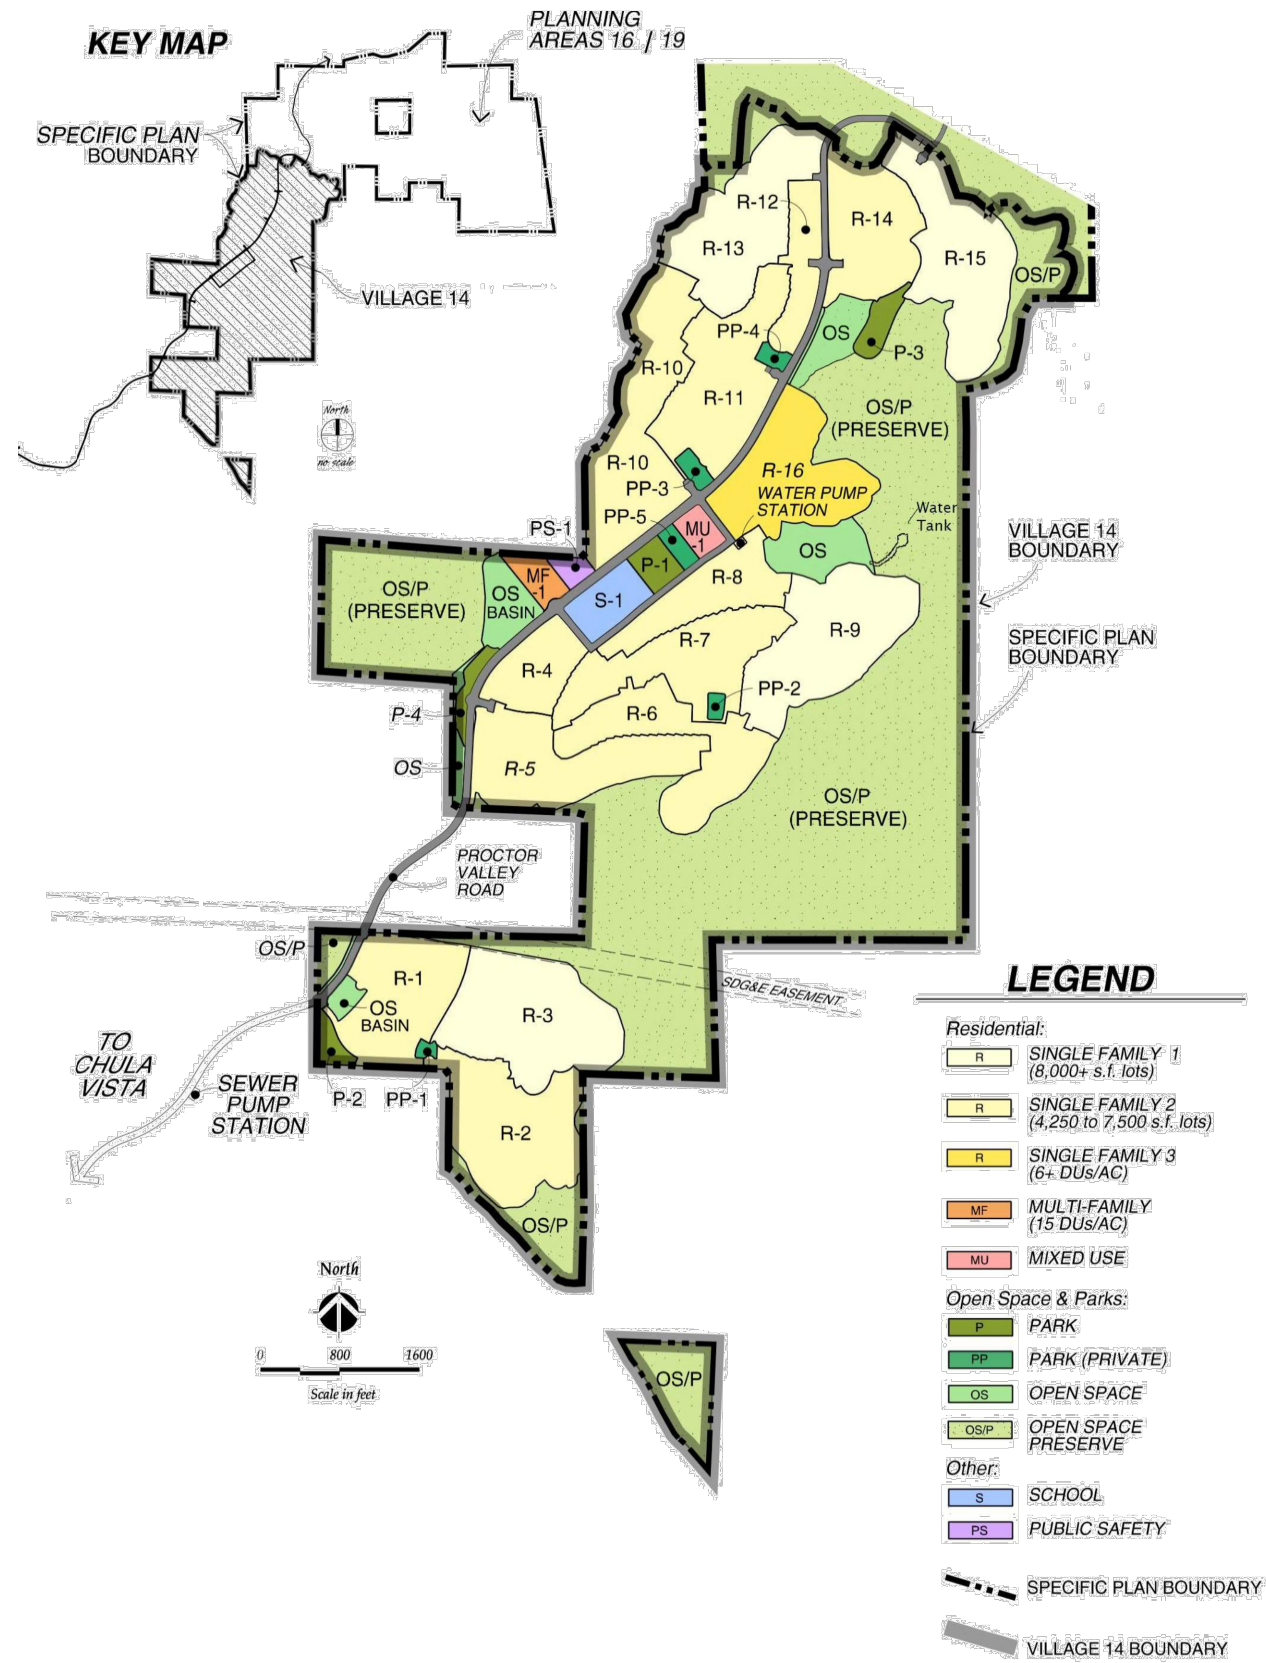 KEY MAP
PLANNING
AREAS 16 / 19
SPECIFIC PLAN
BOUNDARY
VILLAGE 14
North
no scale
R-12
R-14
R-13
R-15
OS/P
PP-4
OS
P-3
R-10
R-11
OS/P
(PRESERVE)
R-10
PP-3
R-16
WATER PUMP
STATION
PP-5
PS-1
MU
-1
Water
Tank
VILLAGE 14
BOUNDARY
OS
P-1
R-8
MF
-1
OS
BASIN
S-1
OS/P
(PRESERVE)
R-9
R-7
SPECIFIC PLAN
BOUNDARY
R-4
PP-2
P-4
R-6
OS
R-5
OS/P
(PRESERVE)
PROCTOR
VALLEY
ROAD
OS/P
R-1
SDG&E EASEMENT
OS
BASIN
R-3
TO
CHULA
VISTA
SEWER
PUMP
STATION
P-2
PP-1
R-2
OS/P
North
0 800 1600
Scale in feet
OS/P
LEGEND
Residential:
R SINGLE FAMILY 1
(8,000+ s.f. lots)
R SINGLE FAMILY 2
(4,250 to 7,500 s.f. lots)
R SINGLE FAMILY 3
(6+ DUs/AC)
MF MULTI-FAMILY
(15 DUs/AC)
MU MIXED USE
Open Space & Parks:
P PARK
PP PARK (PRIVATE)
OS OPEN SPACE
OS/P OPEN SPACE
PRESERVE
Other:
S SCHOOL
PS PUBLIC SAFETY
SPECIFIC PLAN BOUNDARY
VILLAGE 14 BOUNDARY